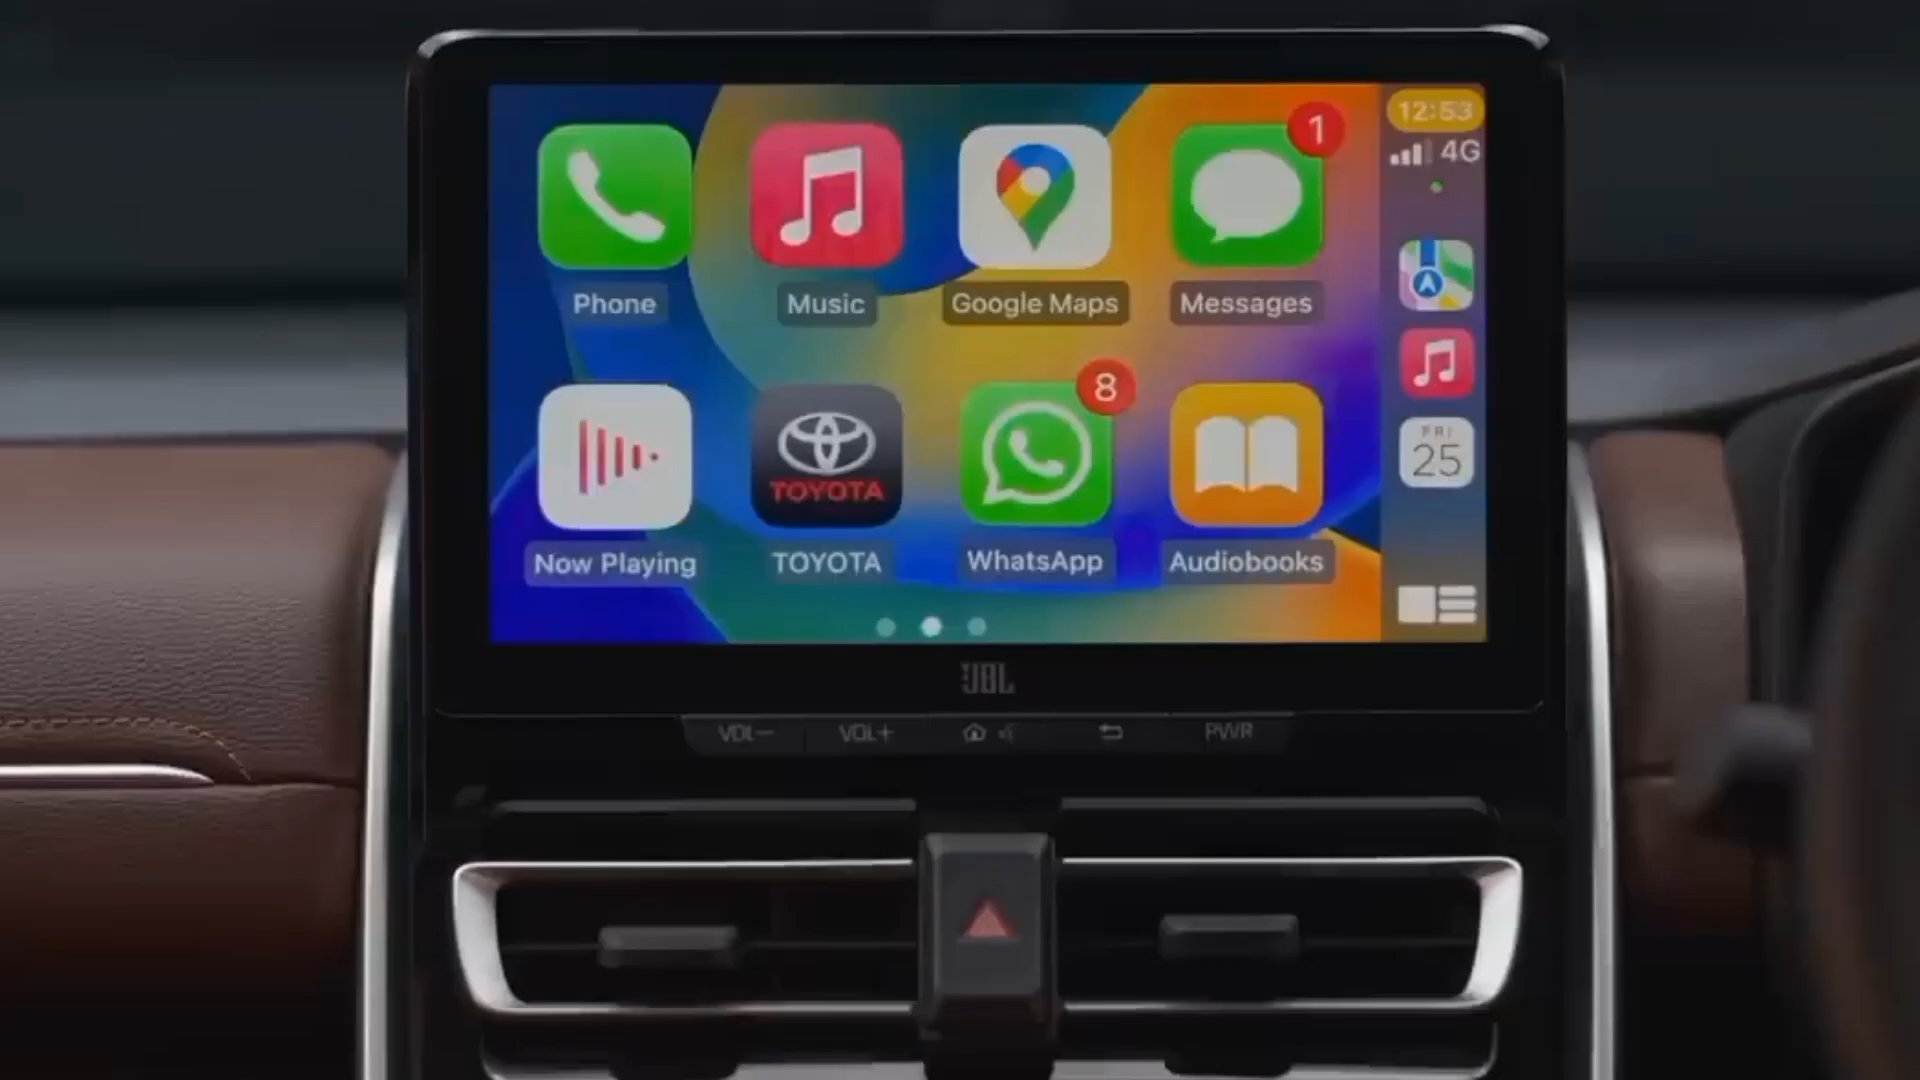 12:53
4G
1
Phone
Music
Google Maps
Messages
8
TOYOTA
FRI
25
Now Playing
TOYOTA
WhatsApp
Audiobooks
JBL
VOL−
VOL+
PWR